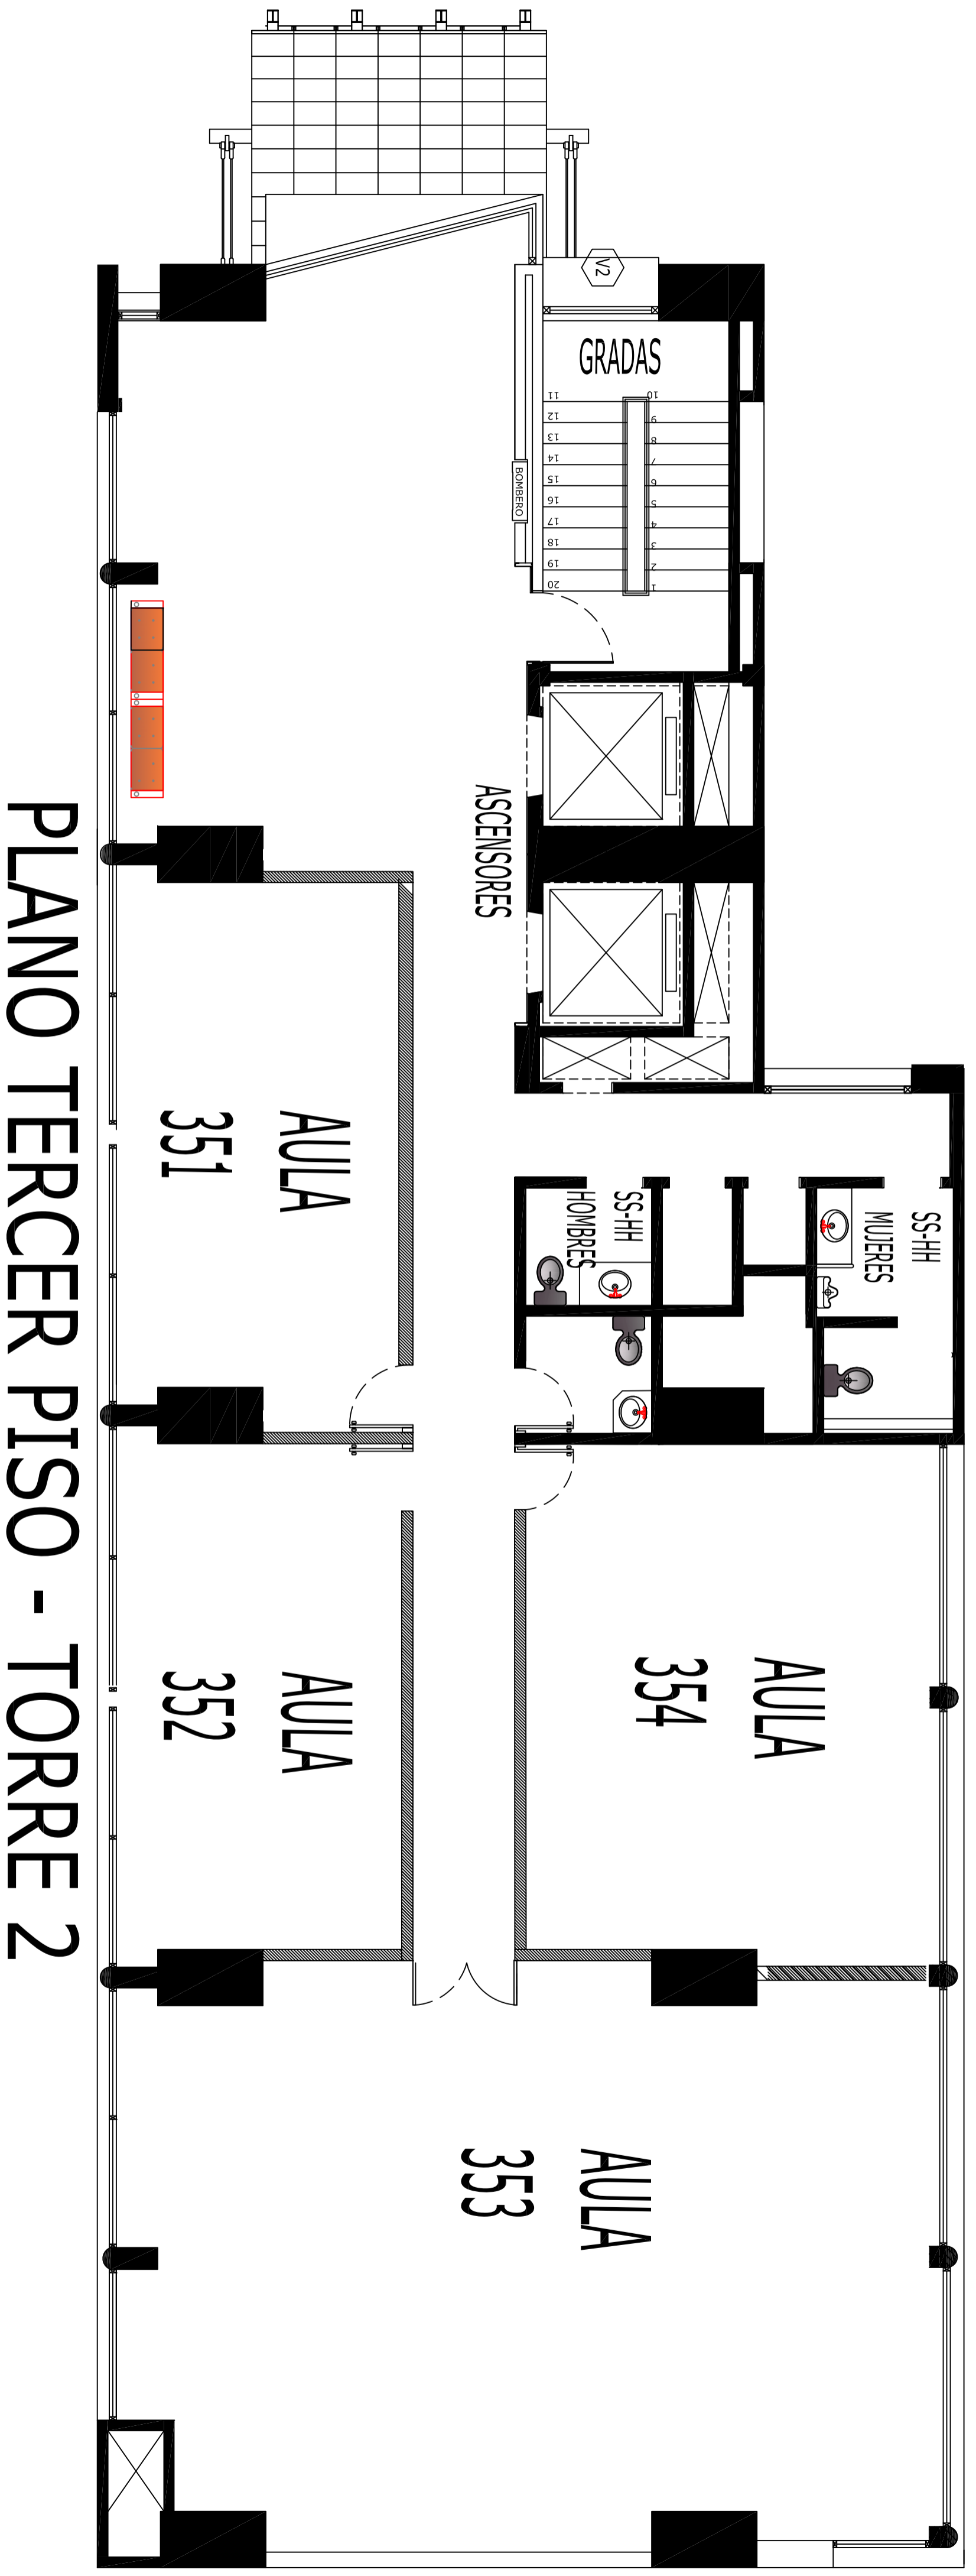 V2
GRADAS
11
12
13
14
15
16
17
18
19
20
10
9
8
7
6
5
4
3
2
1
BOMBERO
ASCENSORES
SS-HH
HOMBRES
SS-HH
MUJERES
AULA
351
AULA
352
AULA
354
AULA
353
PLANO TERCER PISO - TORRE 2